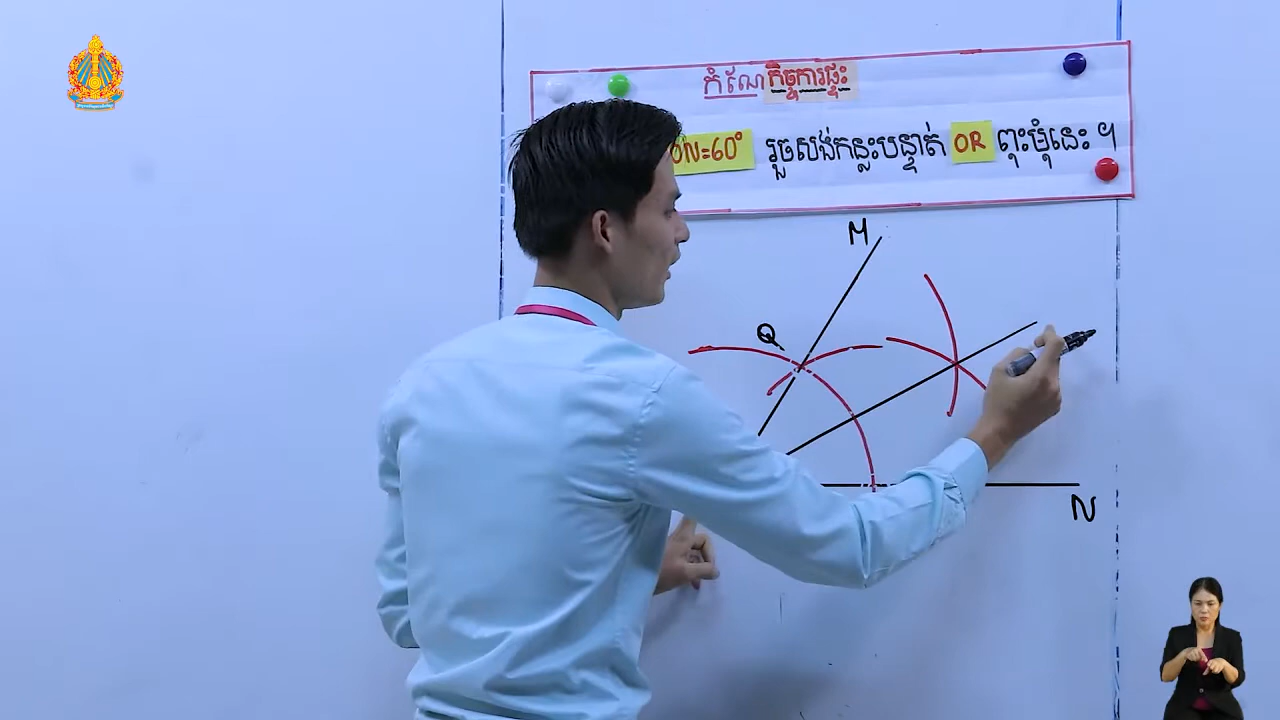 កំណែកិច្ចការផ្ទះ
=60° រួចសង់កន្លះបន្ទាត់ OR ពុះមុំនេះ ។
M
Q
N